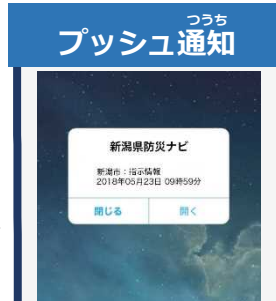 つうち
プッシュ通知
新潟県防災ナビ
新潟市：指示情報
2018年05月23日 09時59分
閉じる
開く